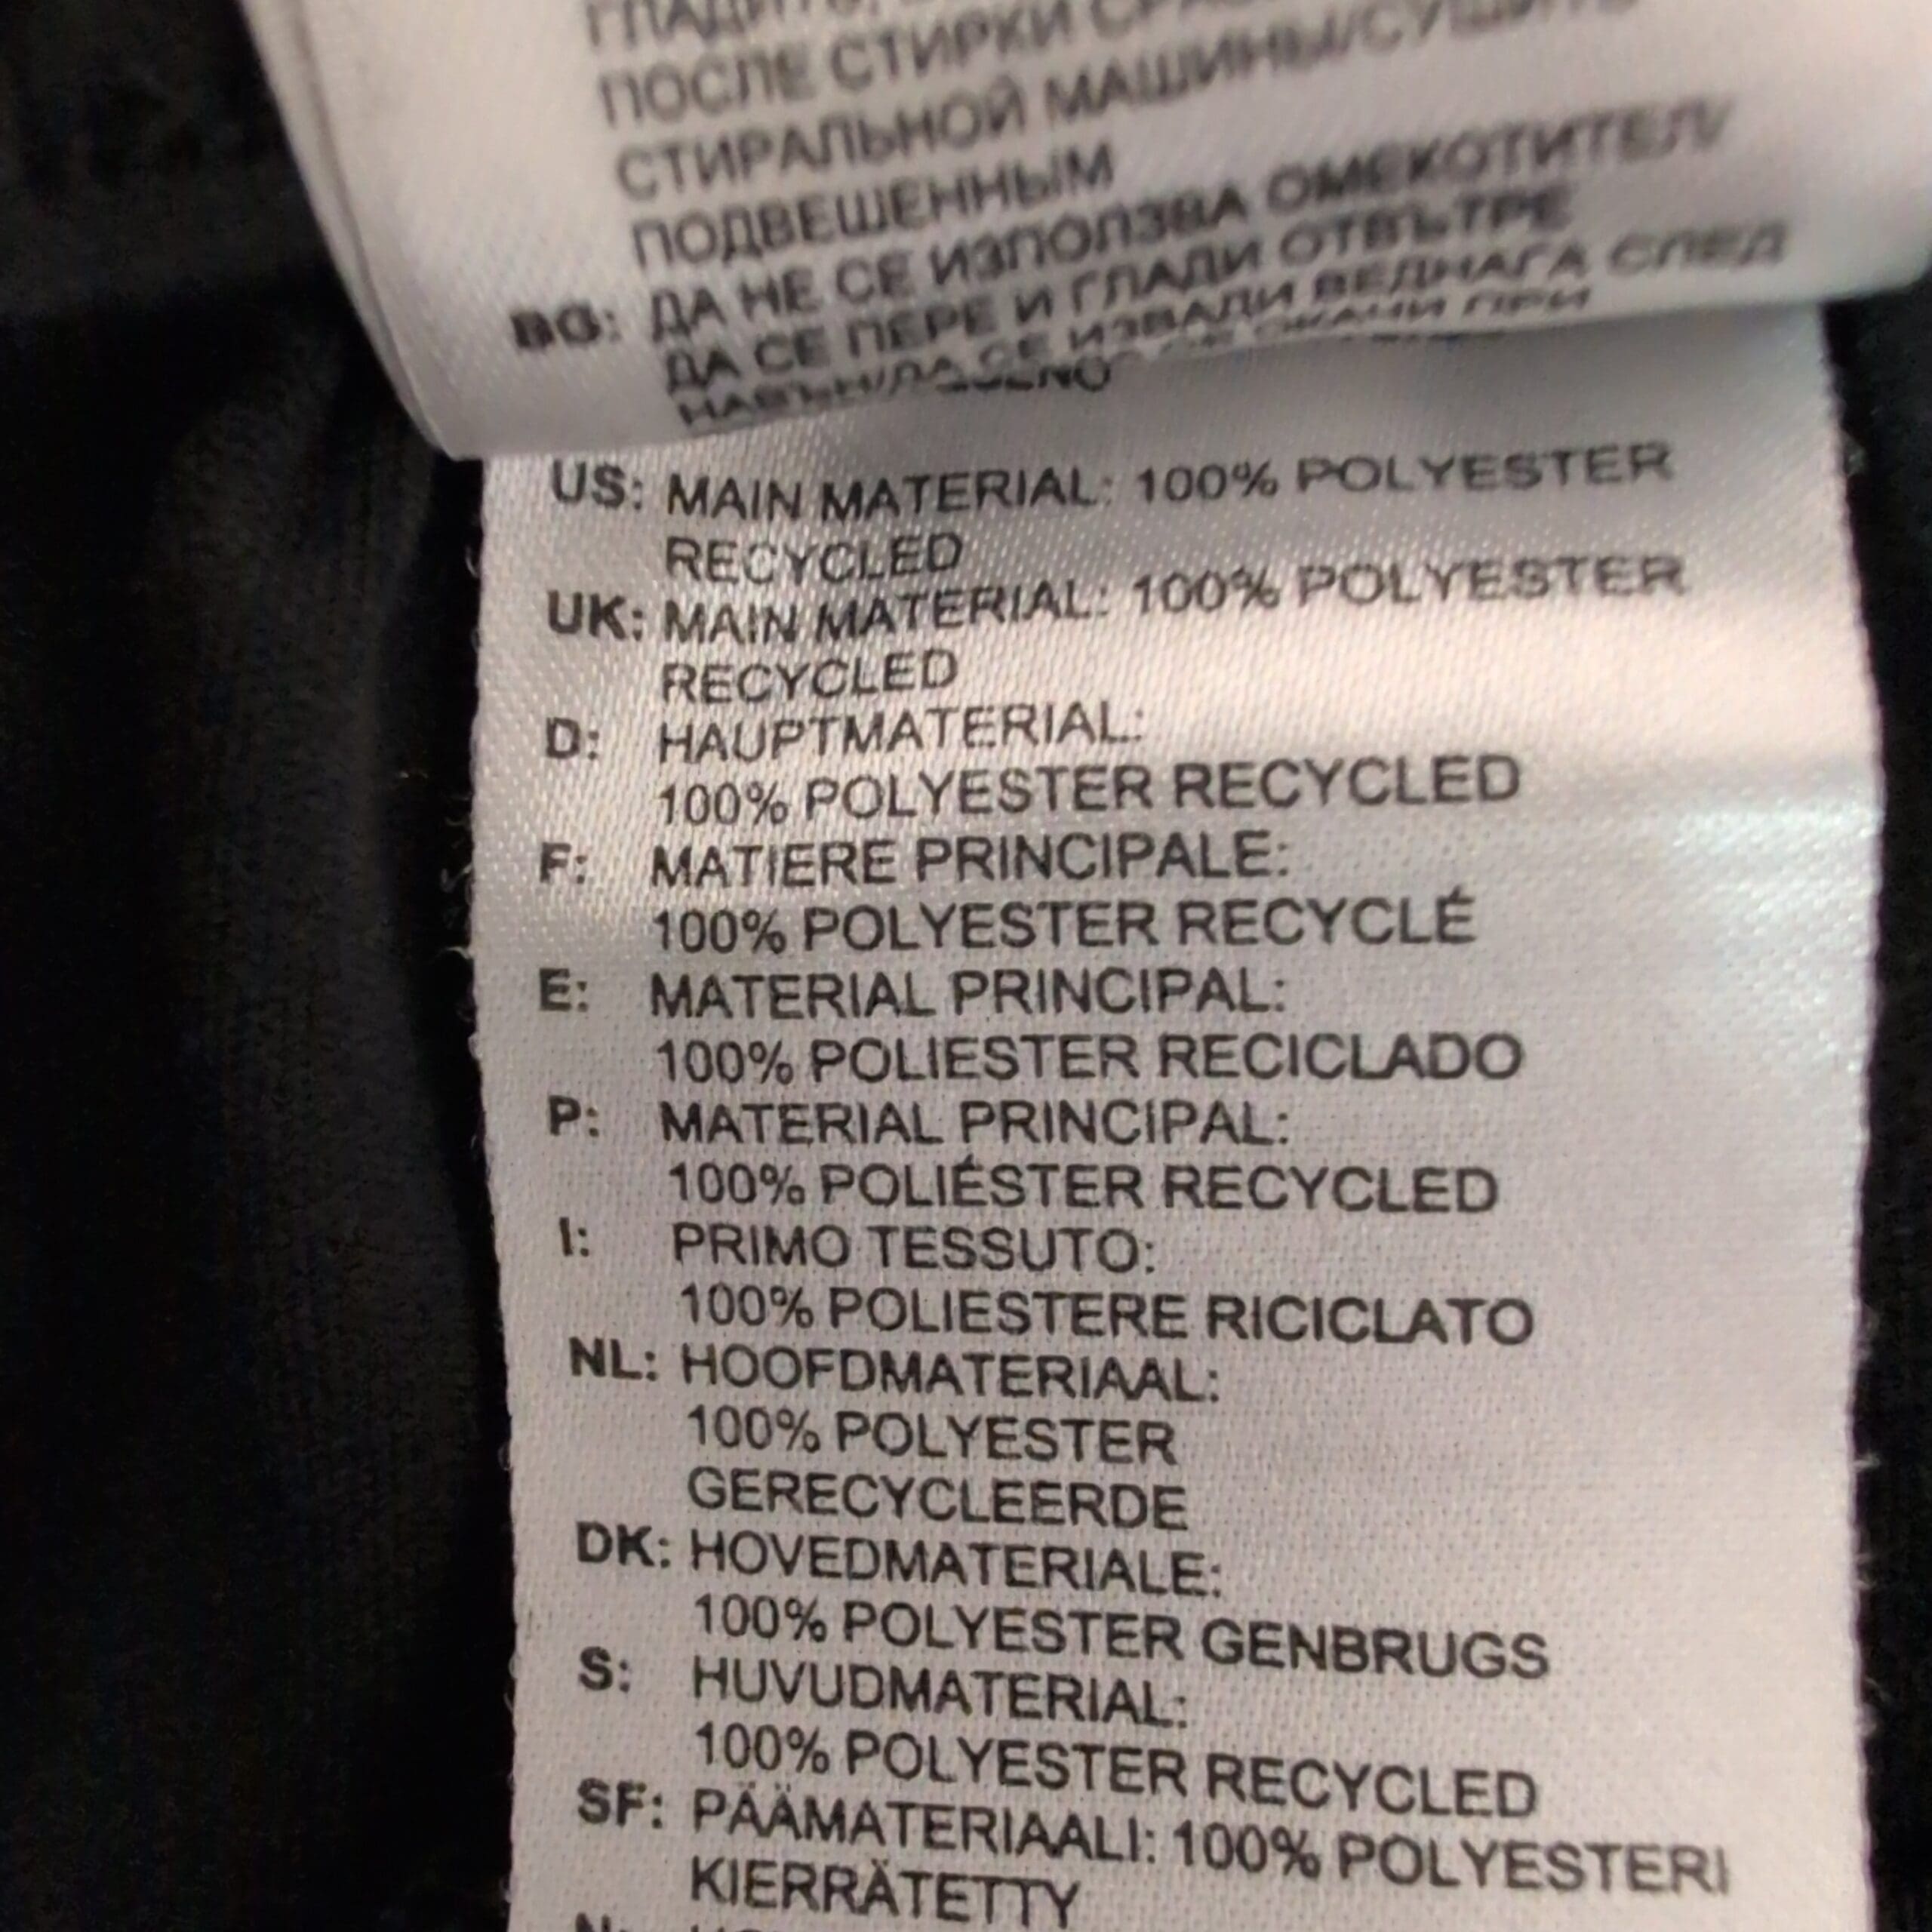 ПОСЛЕ СТИРКИ
СТИРАЛЬНОЙ МАШИНЫ/СУШИТЬ
ПОДВЕШЕННЫМ
BG: ДА НЕ СЕ ИЗПОЛЗВА ОМЕКОТИТЕЛ/
ДА СЕ ПЕРЕ И ГЛАДИ ОТВЪТРЕ
НАВЪН/ДА СЕ ИЗВАДИ ВЕДНАГА СЛЕД
ПРИ
US: MAIN MATERIAL: 100% POLYESTER
RECYCLED
UK: MAIN MATERIAL: 100% POLYESTER
RECYCLED
D: HAUPTMATERIAL:
100% POLYESTER RECYCLED
F: MATIERE PRINCIPALE:
100% POLYESTER RECYCLÉ
E: MATERIAL PRINCIPAL:
100% POLIESTER RECICLADO
P: MATERIAL PRINCIPAL:
100% POLIÉSTER RECYCLED
I: PRIMO TESSUTO:
100% POLIESTERE RICICLATO
NL: HOOFDMATERIAAL:
100% POLYESTER
GERECYCLEERDE
DK: HOVEDMATERIALE:
100% POLYESTER GENBRUGS
S: HUVUDMATERIAL:
100% POLYESTER RECYCLED
SF: PÄÄMATERIAALI: 100% POLYESTERI
KIERRÄTETTY